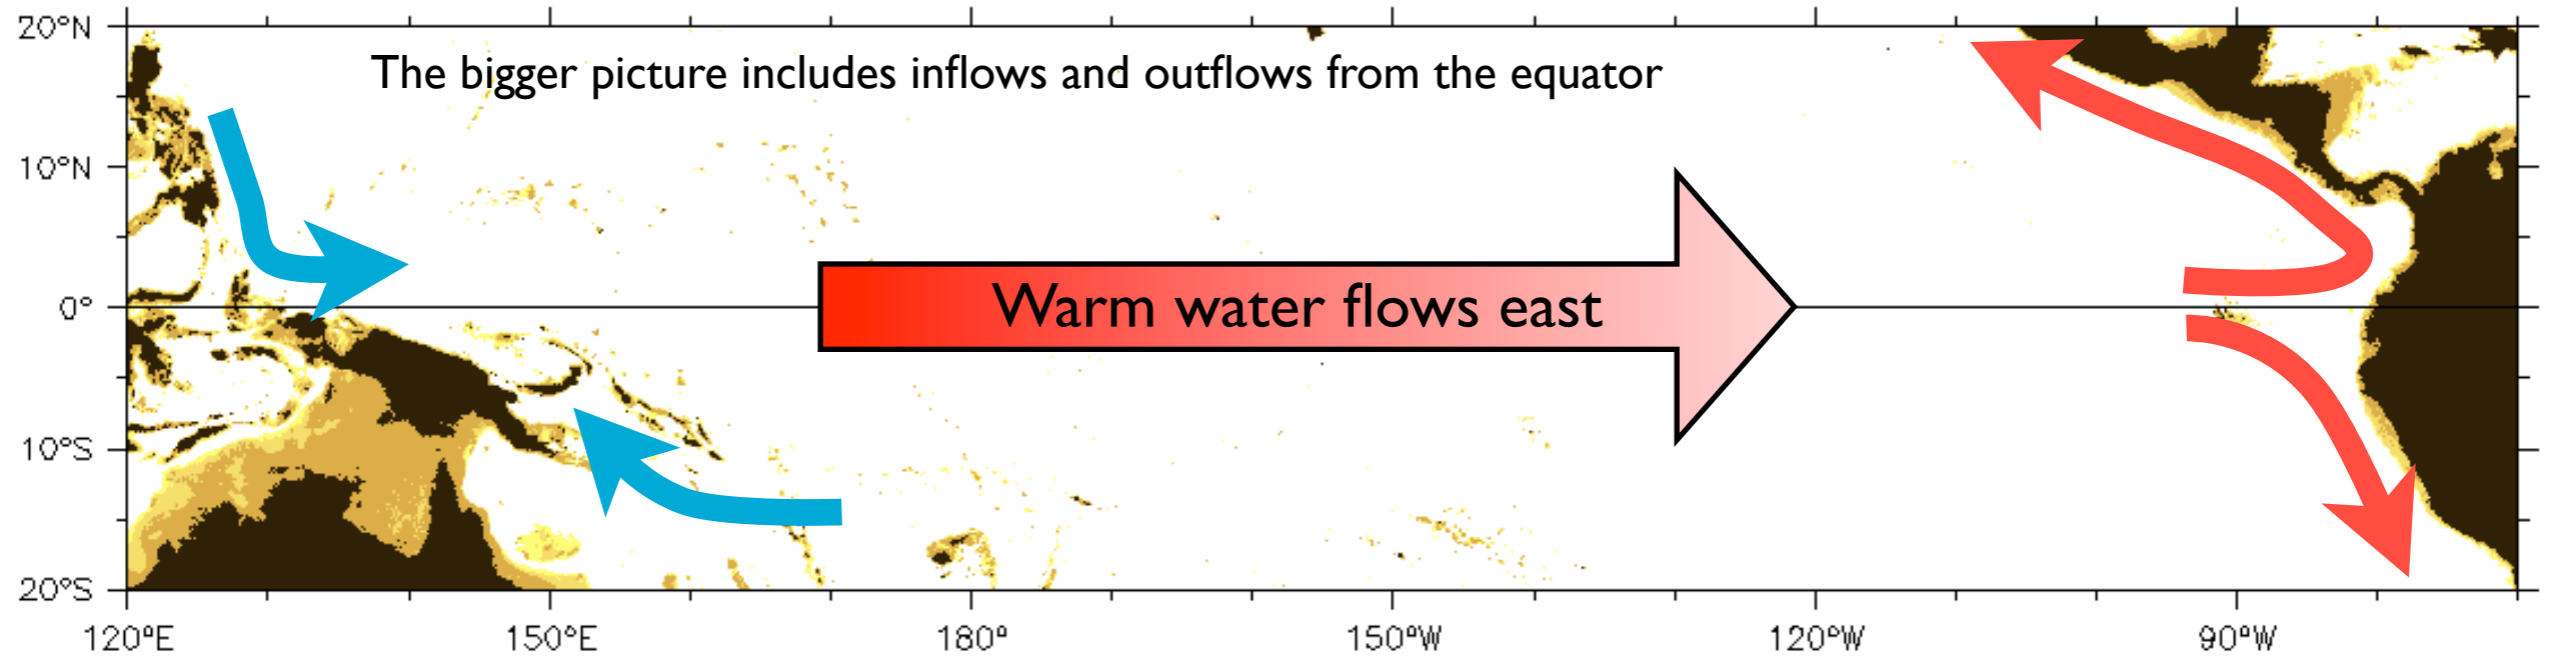 The bigger picture includes inflows and outflows from the equator
20°N
10°N
0°
10°S
20°S
Warm water flows east
120°E 150°E 180° 150°W 120°W 90°W